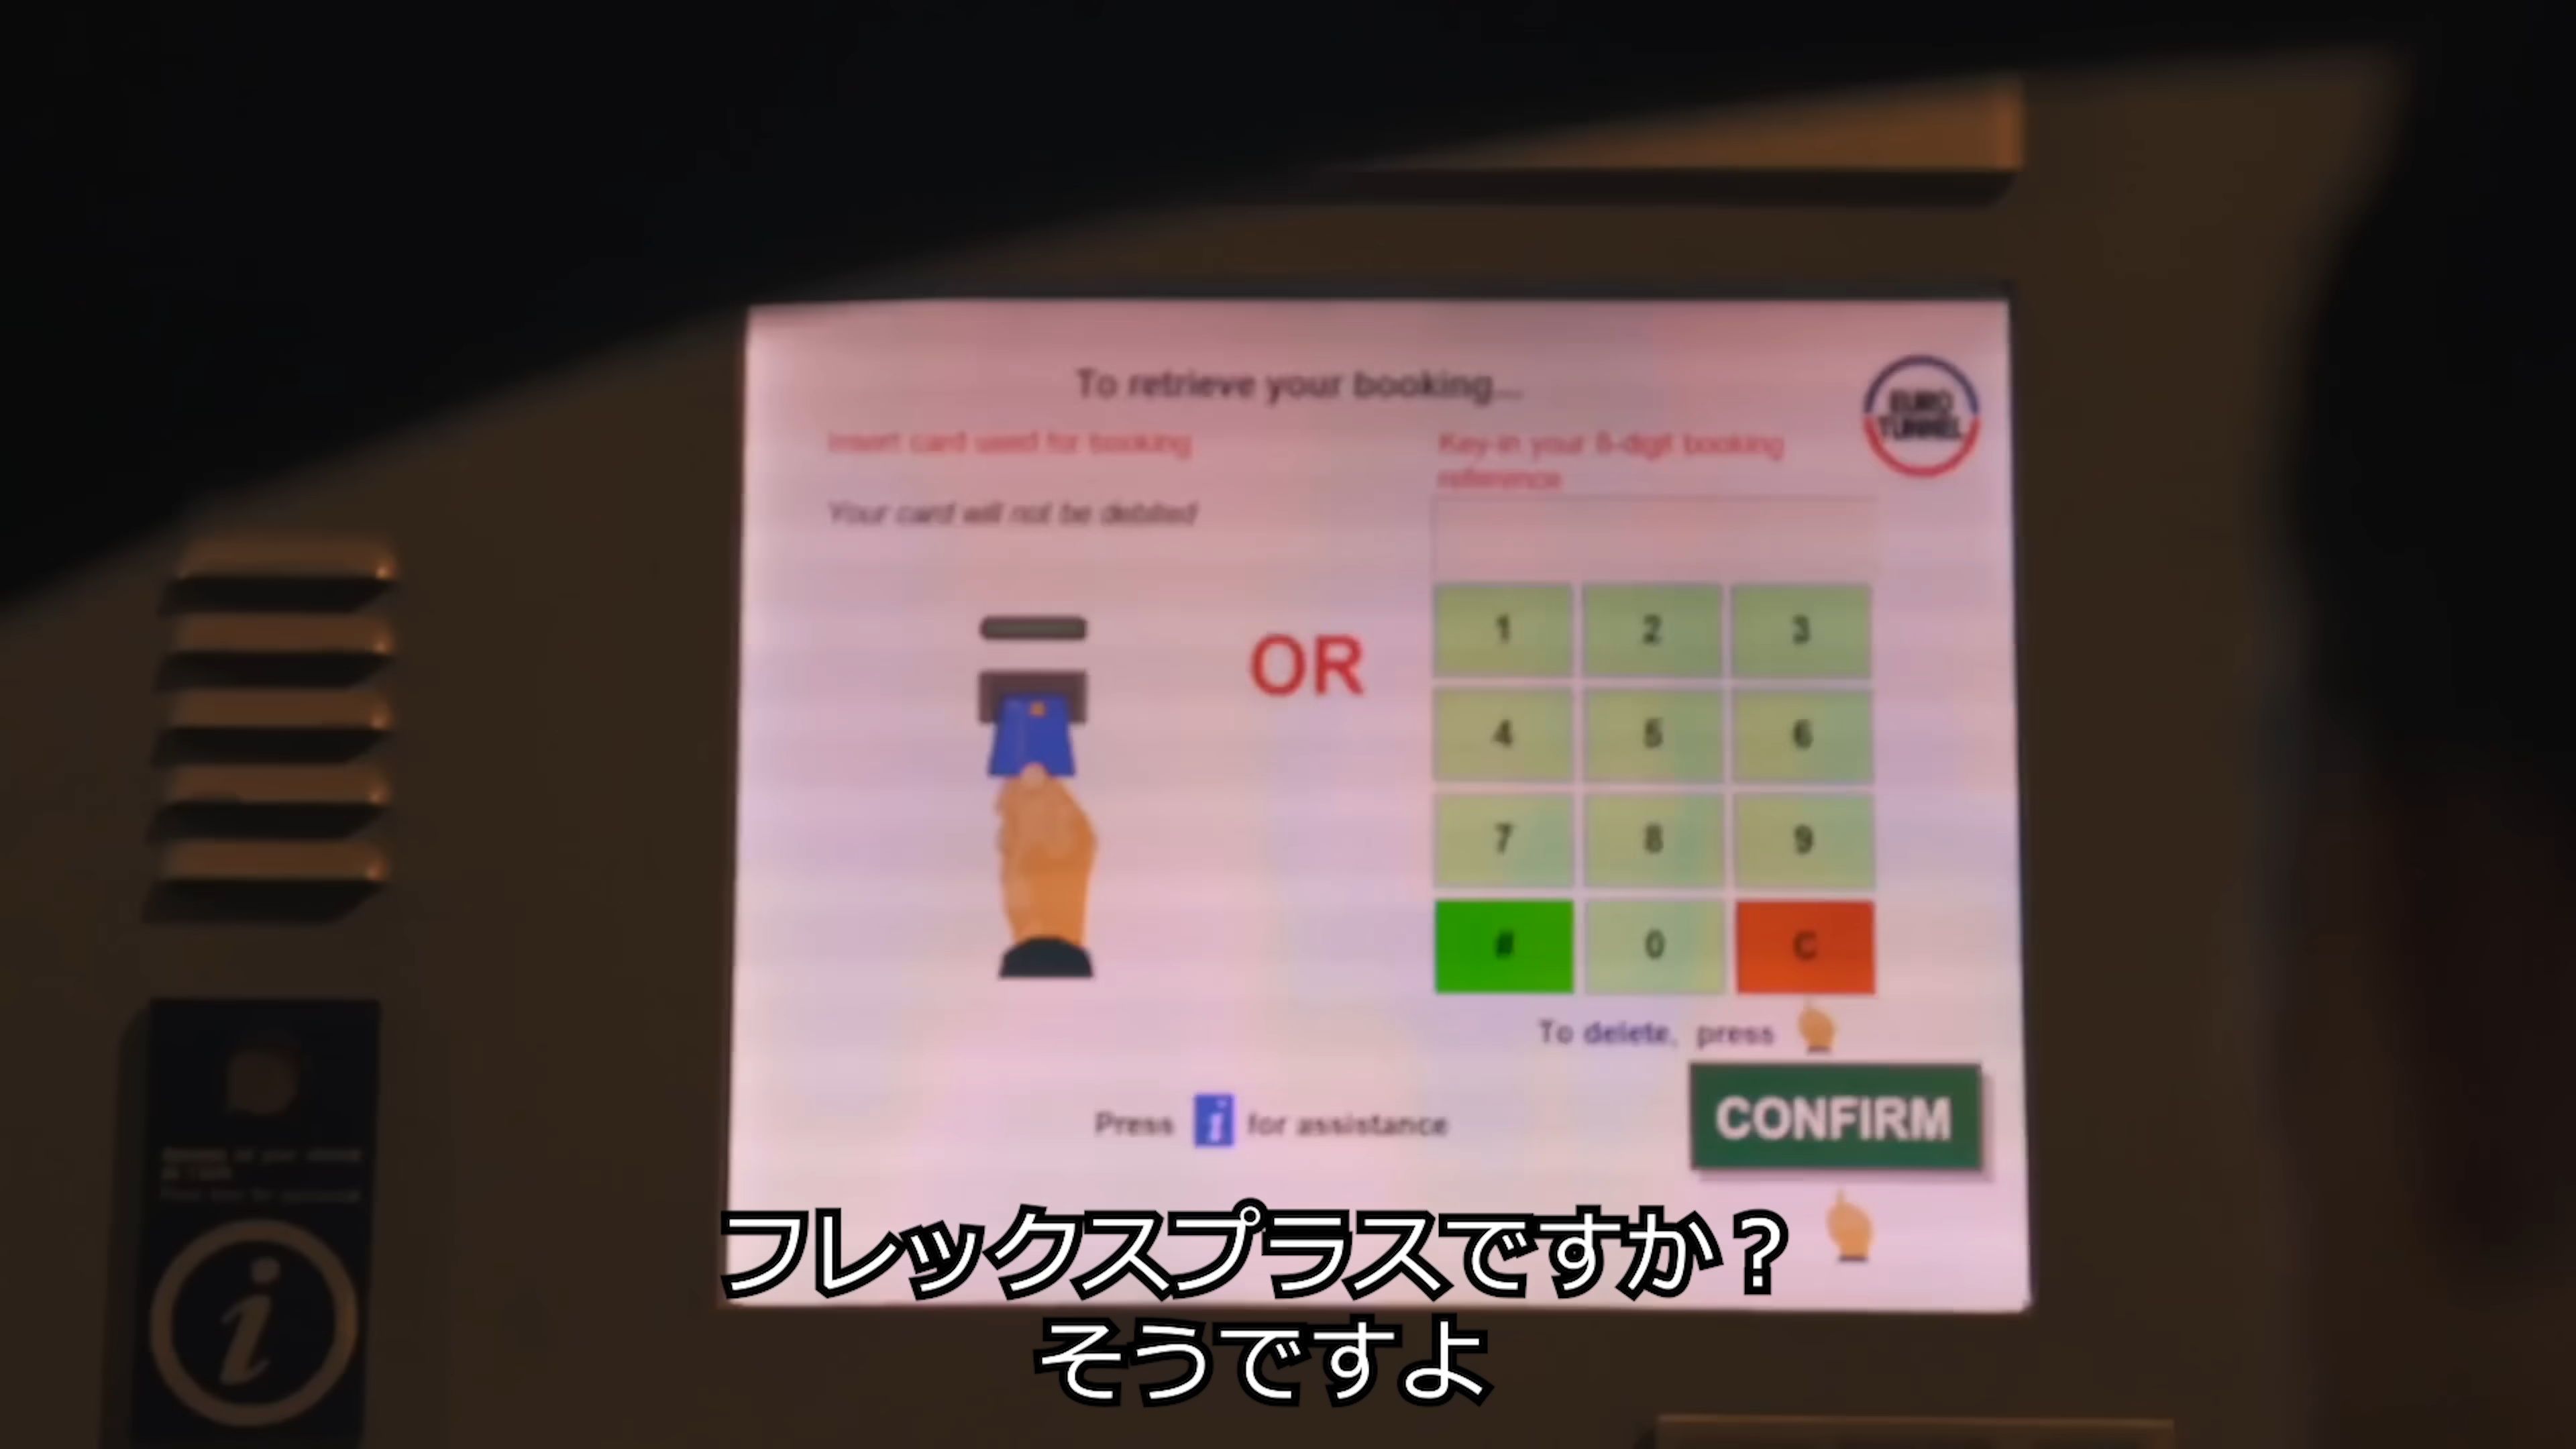 To retrieve your booking...
EURO
TUNNEL
Insert card used for booking
Key-in your 8-digit booking
reference
Your card will not be debited
1 2 3
OR
4 5 6
7 8 9
# 0 C
To delete, press
Press i for assistance
CONFIRM
フレックスプラスですか？
そうですよ
i